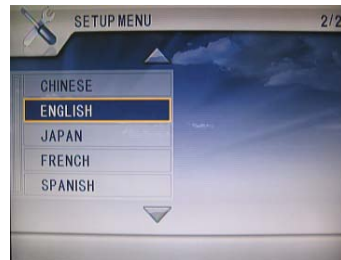 SETUP MENU
2/2
CHINESE
ENGLISH
JAPAN
FRENCH
SPANISH